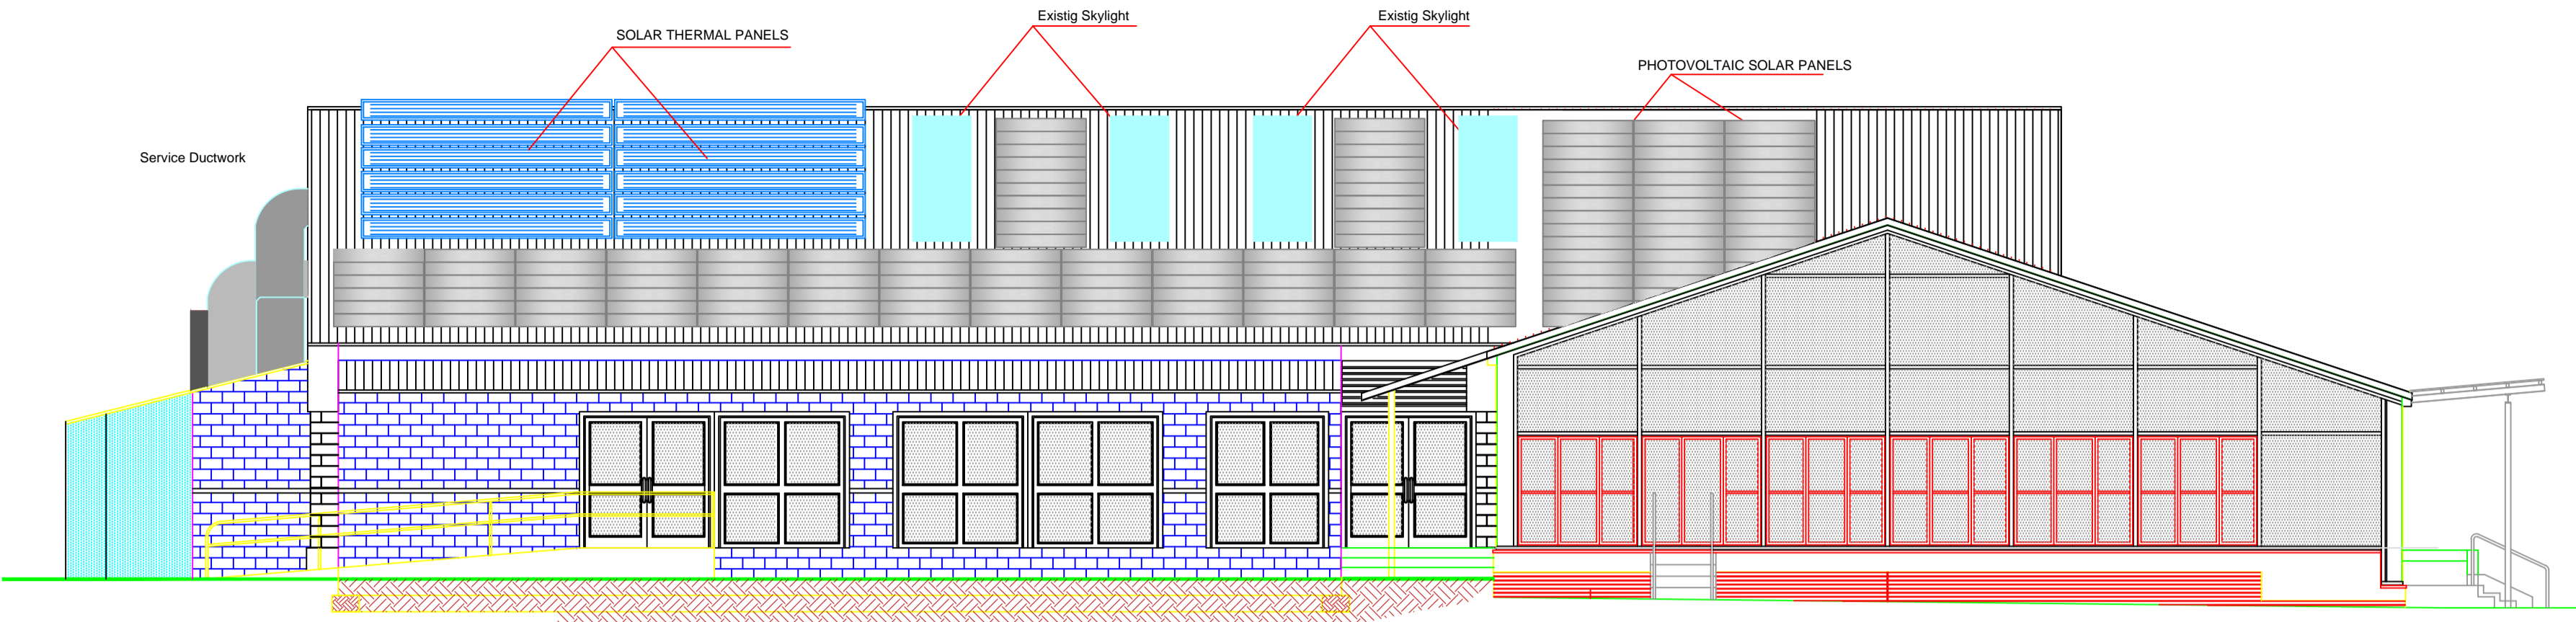 Existig Skylight
Existig Skylight
SOLAR THERMAL PANELS
PHOTOVOLTAIC SOLAR PANELS
Service Ductwork